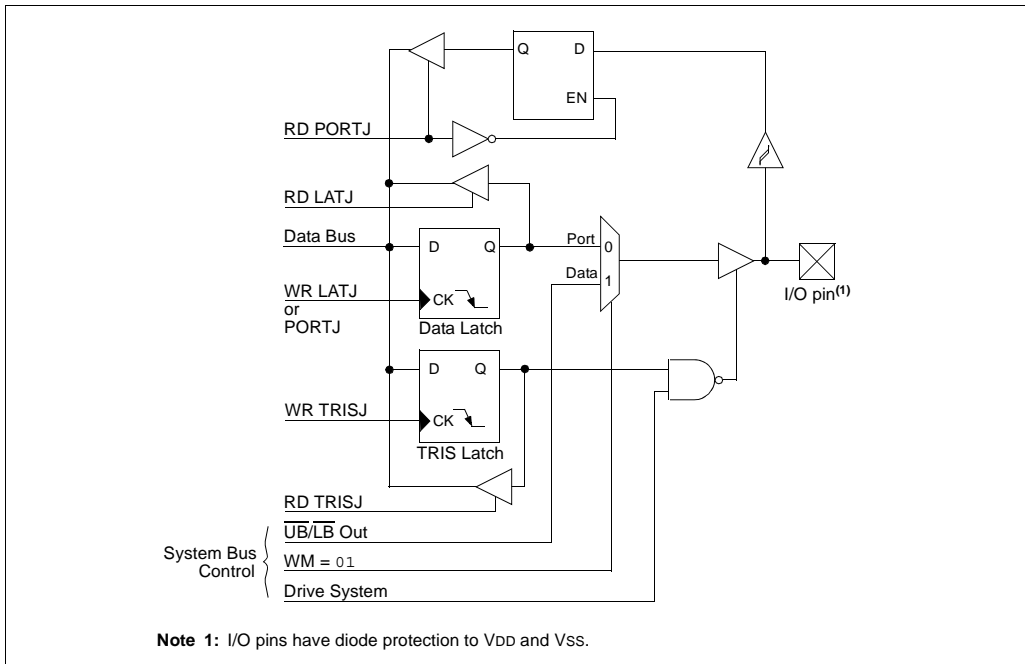 Q D
EN
RD PORTJ
RD LATJ
Data Bus
D Q
Port 0
Data 1
I/O pin(1)
WR LATJ
or
PORTJ
CK
Data Latch
D Q
WR TRISJ
CK
TRIS Latch
RD TRISJ
U̅B̅/L̅B̅ Out
System Bus
Control
WM = 01
Drive System
Note 1: I/O pins have diode protection to VDD and VSS.